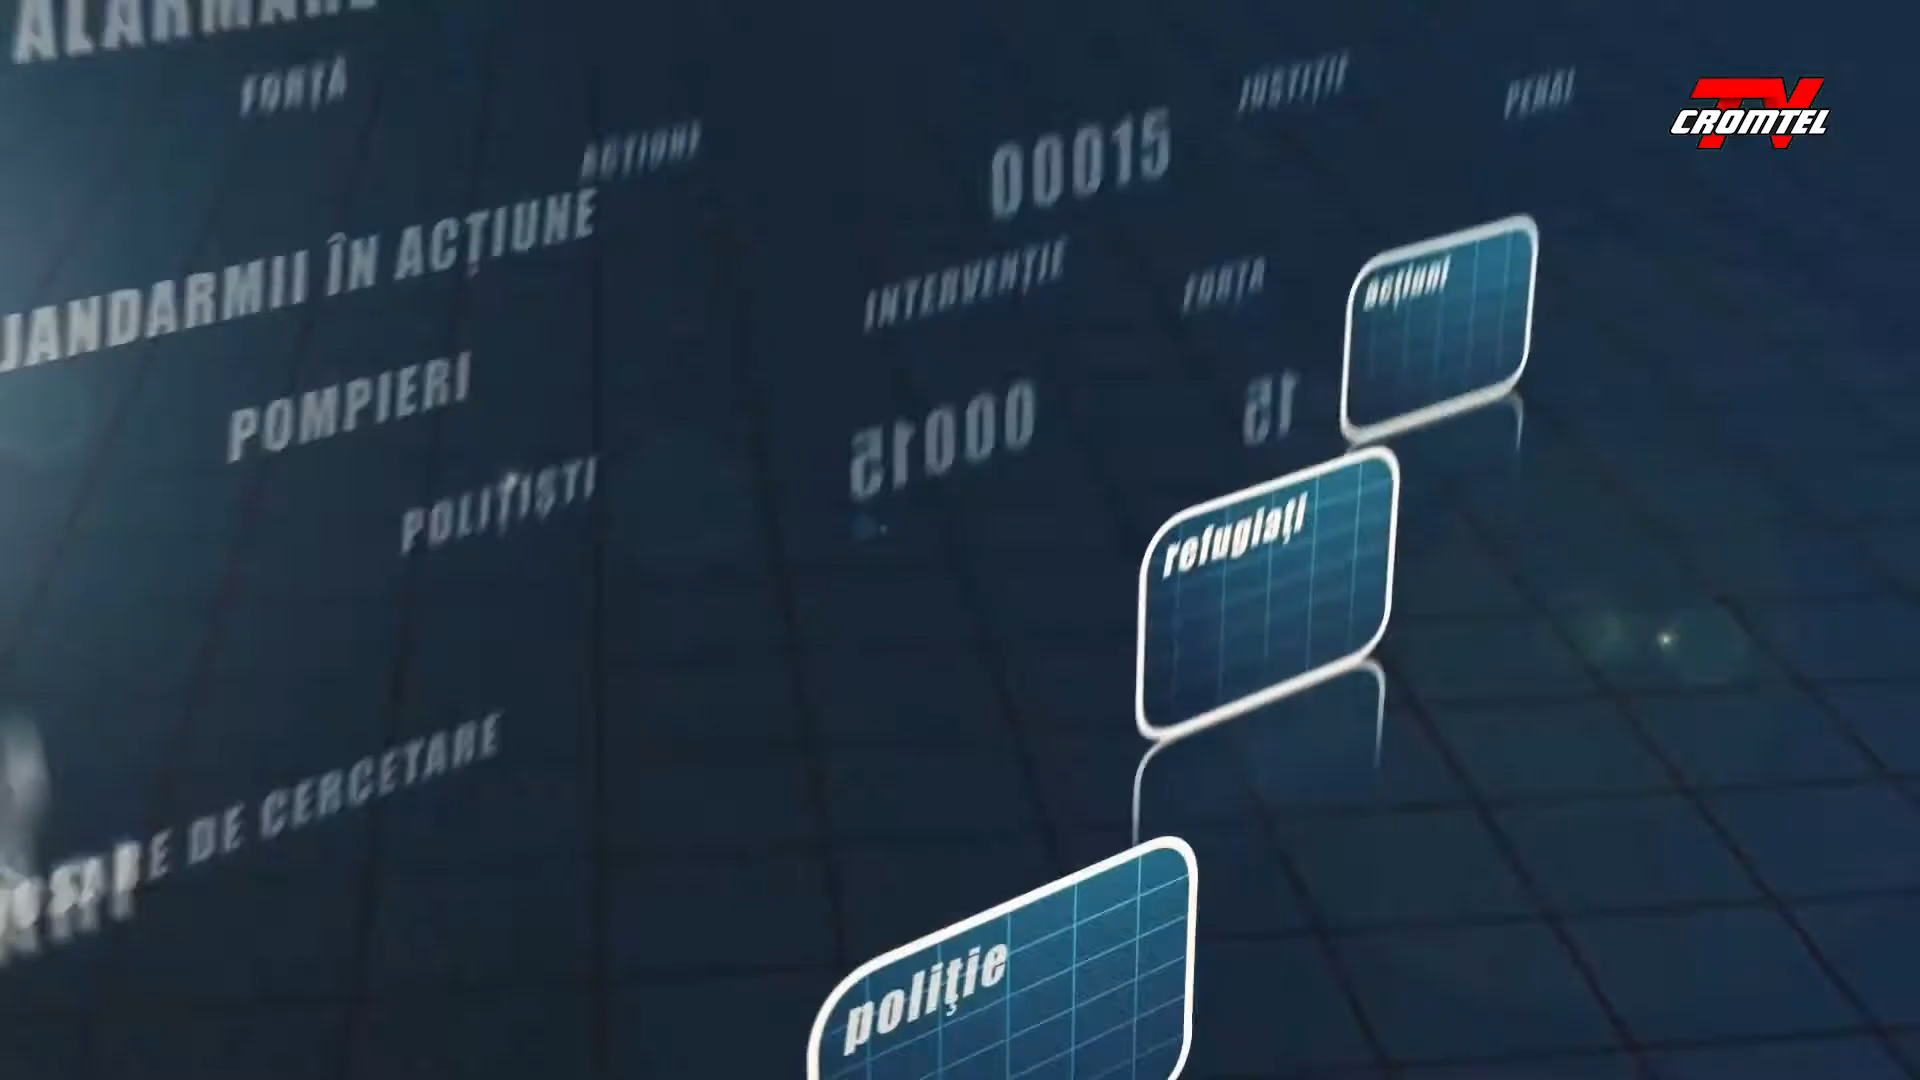 ALARMARE
FORȚĂ
ACȚIUNI
JUSTIȚIE
PENAL
TV
CROMTEL
00015
JANDARMII ÎN ACȚIUNE
INTERVENȚIE
FORȚA
acțiuni
POMPIERI
00015
15
POLIȚIȘTI
refugiați
DE CERCETARE
poliție